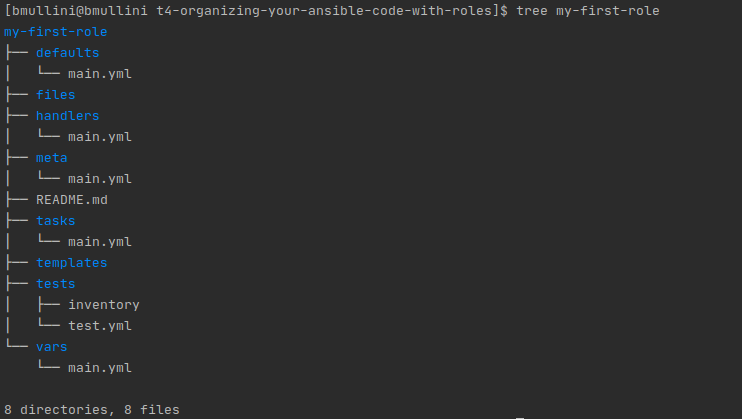 [bmullini@bmullini t4-organizing-your-ansible-code-with-roles]$ tree my-first-role
my-first-role
├── defaults
│   └── main.yml
├── files
├── handlers
│   └── main.yml
├── meta
│   └── main.yml
├── README.md
├── tasks
│   └── main.yml
├── templates
├── tests
│   ├── inventory
│   └── test.yml
└── vars
    └── main.yml

8 directories, 8 files